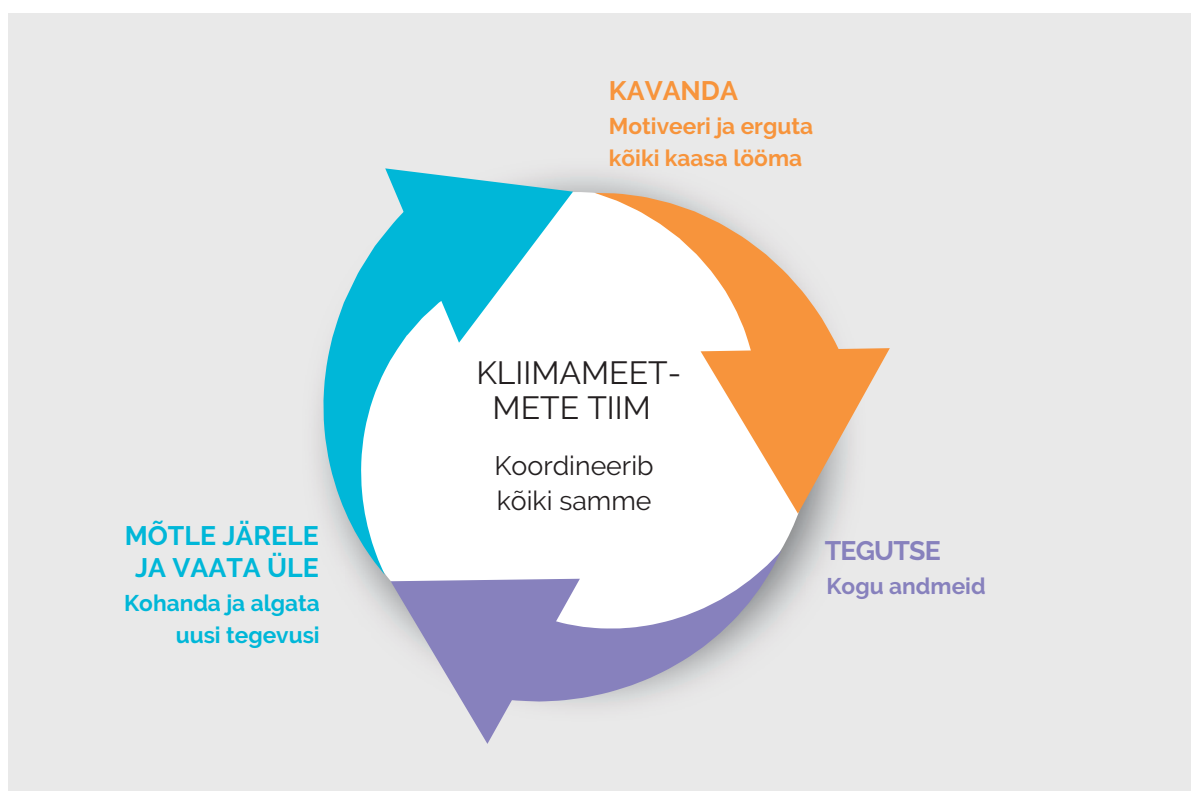 KAVANDA
Motiveeri ja erguta
kõiki kaasa lööma
KLIIMAMEET-
METE TIIM
Koordineerib
kõiki samme
TEGUTSE
Kogu andmeid
MÕTLE JÄRELE
JA VAATA ÜLE
Kohanda ja algata
uusi tegevusi